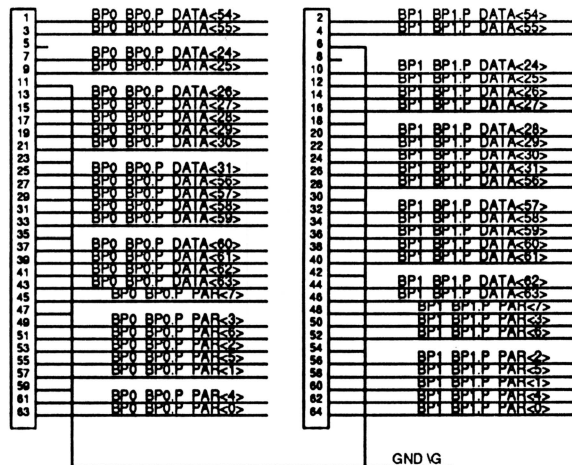 1 BP0 BP0.P DATA<54>
3 BP0 BP0.P DATA<55>
5
7 BP0 BP0.P DATA<24>
9 BP0 BP0.P DATA<25>
11
13 BP0 BP0.P DATA<26>
15 BP0 BP0.P DATA<27>
17 BP0 BP0.P DATA<28>
19 BP0 BP0.P DATA<29>
21 BP0 BP0.P DATA<30>
23
25 BP0 BP0.P DATA<31>
27 BP0 BP0.P DATA<56>
29 BP0 BP0.P DATA<57>
31 BP0 BP0.P DATA<58>
33 BP0 BP0.P DATA<59>
35
37 BP0 BP0.P DATA<60>
39 BP0 BP0.P DATA<61>
41 BP0 BP0.P DATA<62>
43 BP0 BP0.P DATA<63>
45 BP0 BP0.P PAR<7>
47
49 BP0 BP0.P PAR<3>
51 BP0 BP0.P PAR<6>
53 BP0 BP0.P PAR<2>
55 BP0 BP0.P PAR<5>
57 BP0 BP0.P PAR<1>
59
61 BP0 BP0.P PAR<4>
63 BP0 BP0.P PAR<0>
2 BP1 BP1.P DATA<54>
4 BP1 BP1.P DATA<55>
6
8
10 BP1 BP1.P DATA<24>
12 BP1 BP1.P DATA<25>
14 BP1 BP1.P DATA<26>
16 BP1 BP1.P DATA<27>
18
20 BP1 BP1.P DATA<28>
22 BP1 BP1.P DATA<29>
24 BP1 BP1.P DATA<30>
26 BP1 BP1.P DATA<31>
28 BP1 BP1.P DATA<56>
30
32 BP1 BP1.P DATA<57>
34 BP1 BP1.P DATA<58>
36 BP1 BP1.P DATA<59>
38 BP1 BP1.P DATA<60>
40 BP1 BP1.P DATA<61>
42
44 BP1 BP1.P DATA<62>
46 BP1 BP1.P DATA<63>
48 BP1 BP1.P PAR<7>
50 BP1 BP1.P PAR<3>
52 BP1 BP1.P PAR<6>
54
56 BP1 BP1.P PAR<2>
58 BP1 BP1.P PAR<5>
60 BP1 BP1.P PAR<1>
62 BP1 BP1.P PAR<4>
64 BP1 BP1.P PAR<0>
GND \G